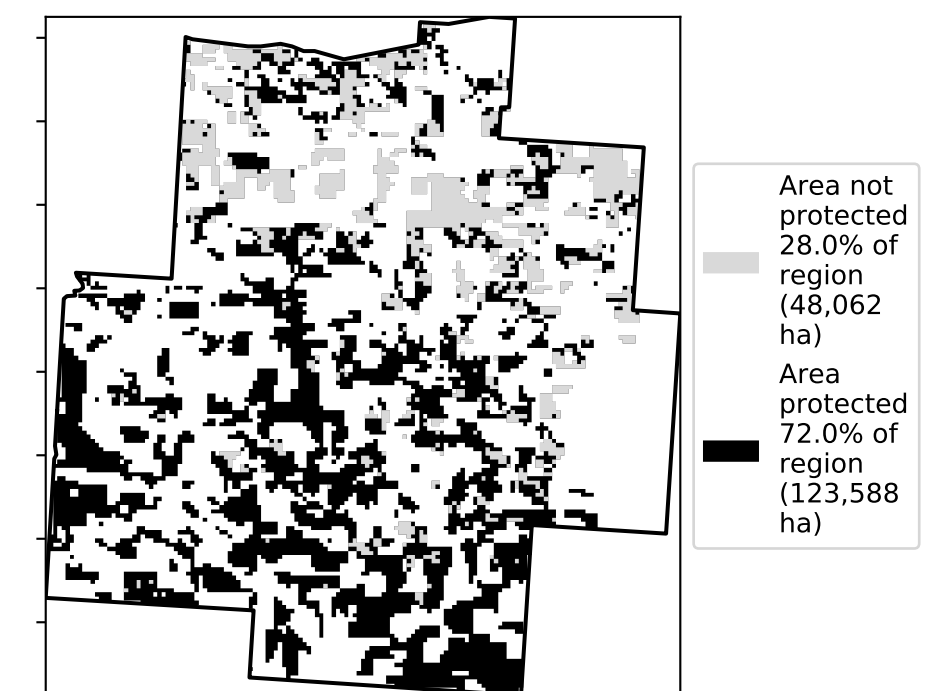 Area not
protected
28.0% of
region
(48,062
ha)
Area
protected
72.0% of
region
(123,588
ha)